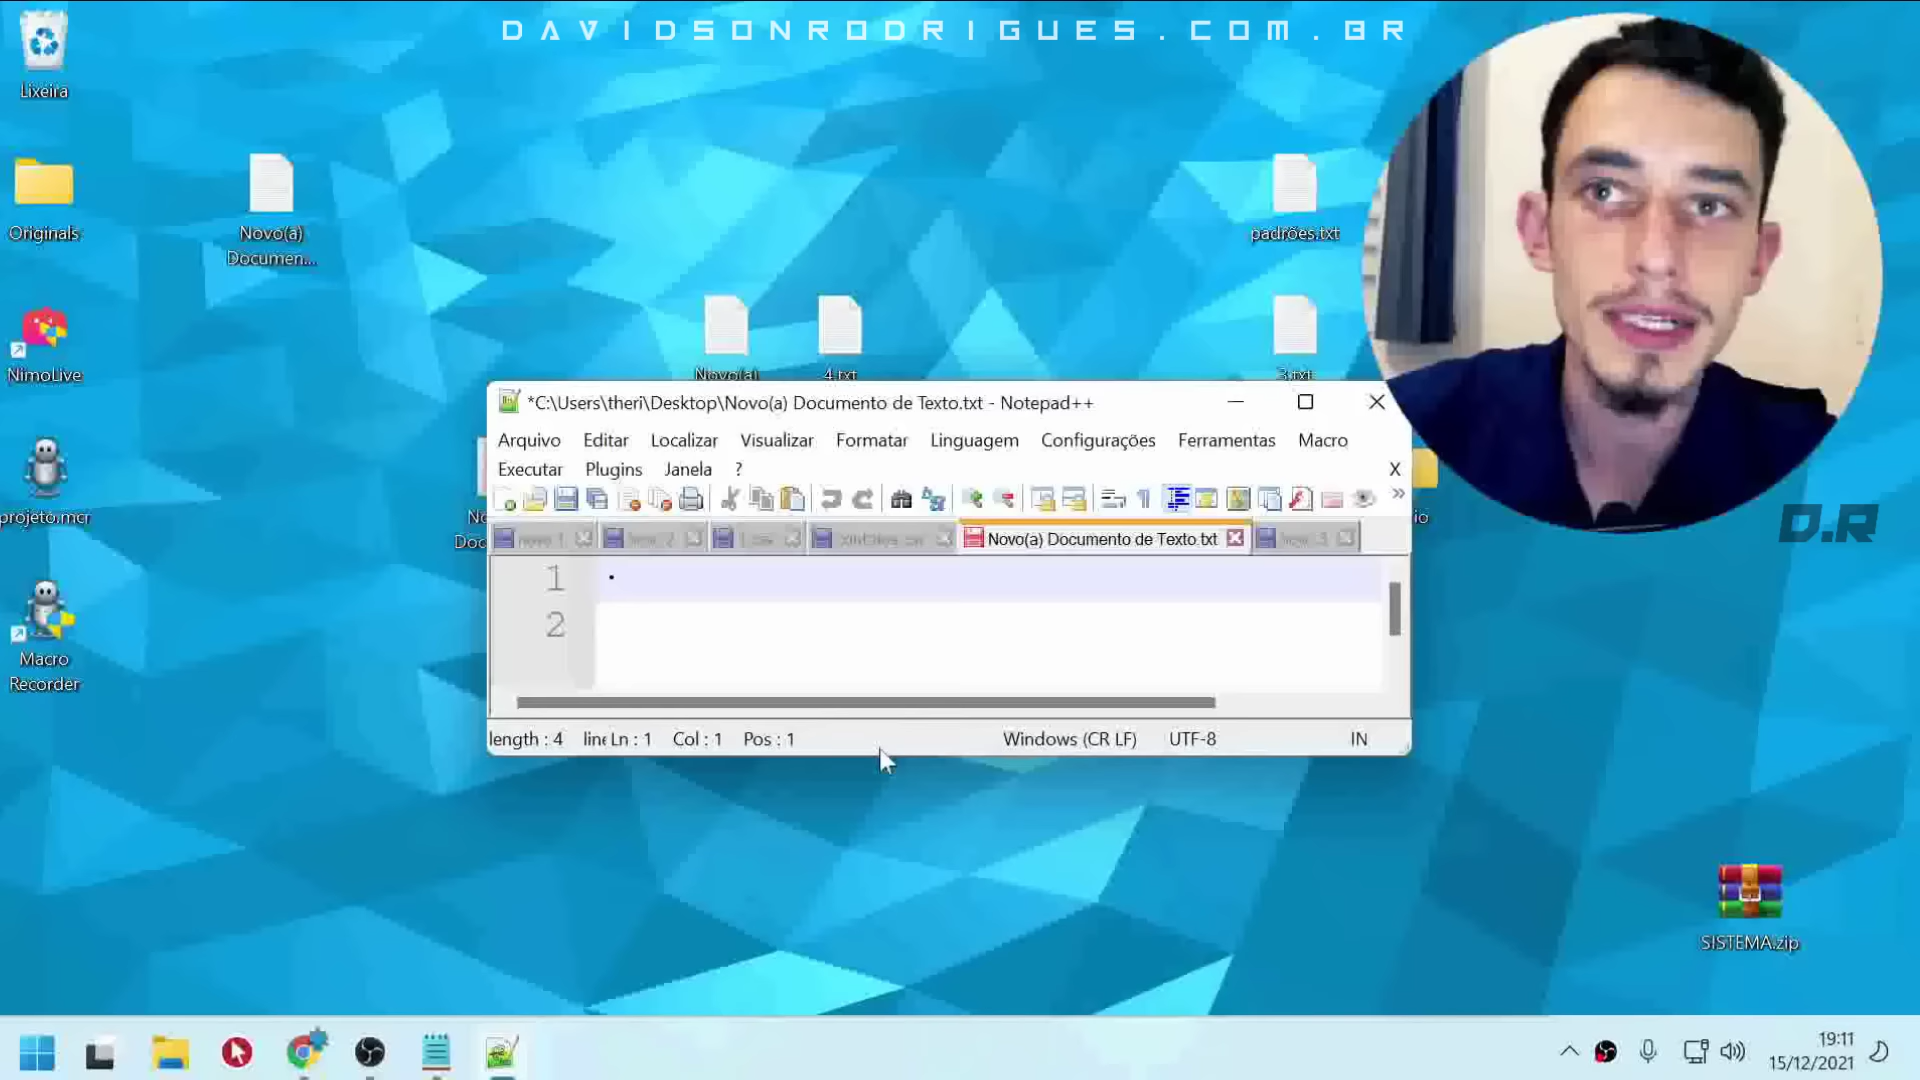 DAVIDSONRODRIGUES.COM.BR
Lixeira
Originals
Novo(a)
Documen...
padrões.txt
NimoLive
Novo(a)
4.txt
3.txt
*C:\Users\theri\Desktop\Novo(a) Documento de Texto.txt - Notepad++
Arquivo Editar Localizar Visualizar Formatar Linguagem Configurações Ferramentas Macro
Executar Plugins Janela ? X
projeto.mcr
Novo(a) Documento de Texto.txt
D.R
1 .
2
Macro
Recorder
length : 4 Ln : 1 Col : 1 Pos : 1 Windows (CR LF) UTF-8 IN
SISTEMA.zip
19:11
15/12/2021